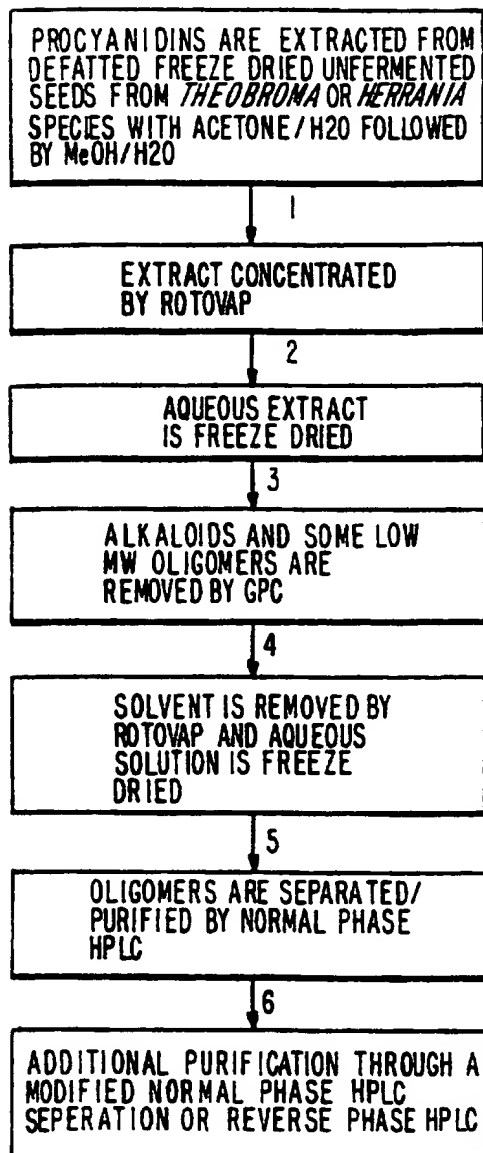 PROCYANIDINS ARE EXTRACTED FROM
DEFATTED FREEZE DRIED UNFERMENTED
SEEDS FROM THEOBROMA OR HERRANIA
SPECIES WITH ACETONE/H2O FOLLOWED
BY MeOH/H2O
1
EXTRACT CONCENTRATED
BY ROTOVAP
2
AQUEOUS EXTRACT
IS FREEZE DRIED
3
ALKALOIDS AND SOME LOW
MW OLIGOMERS ARE
REMOVED BY GPC
4
SOLVENT IS REMOVED BY
ROTOVAP AND AQUEOUS
SOLUTION IS FREEZE
DRIED
5
OLIGOMERS ARE SEPARATED/
PURIFIED BY NORMAL PHASE
HPLC
6
ADDITIONAL PURIFICATION THROUGH A
MODIFIED NORMAL PHASE HPLC
SEPERATION OR REVERSE PHASE HPLC